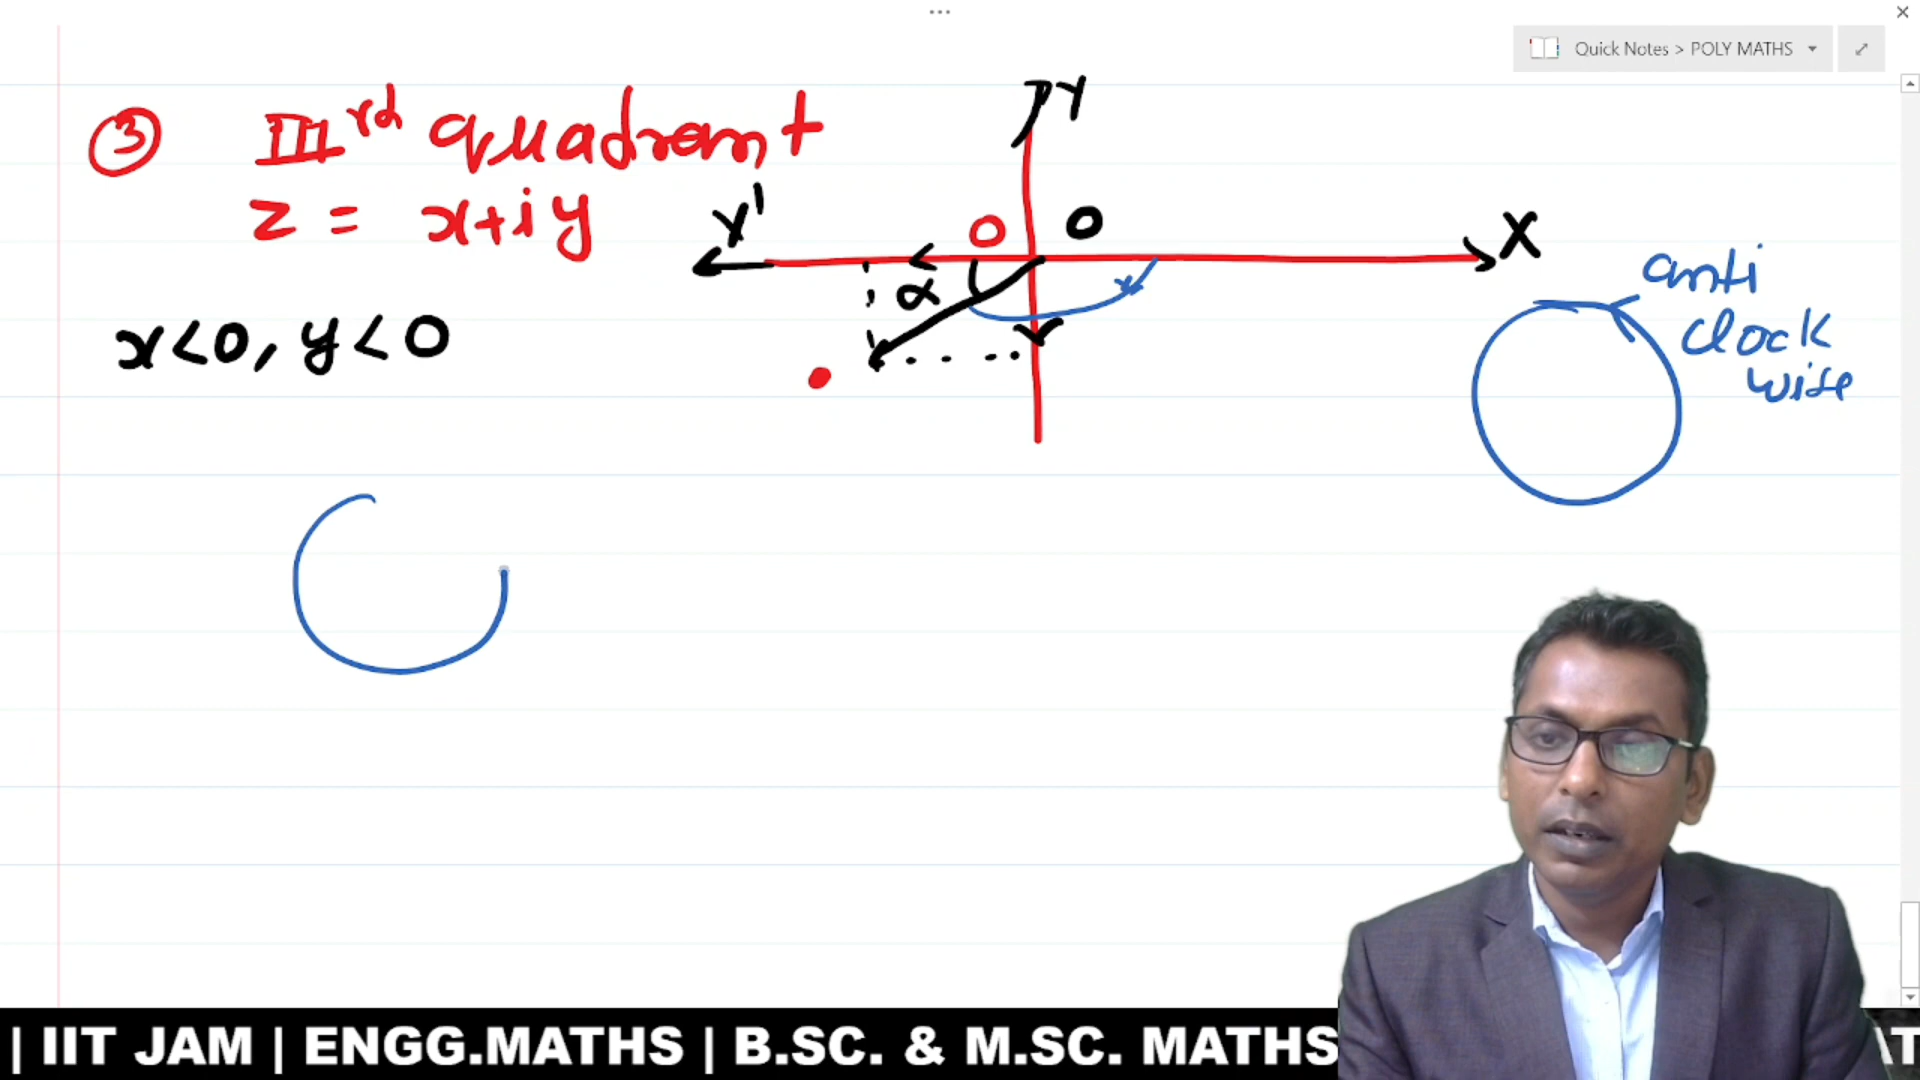 Quick Notes > POLY MATHS
③ IIIrd quadrant
z = x+iy
x<0, y<0
Y
X'
O
O
X
α
anti
clock
wise
| IIT JAM | ENGG.MATHS | B.SC. & M.SC. MATHS